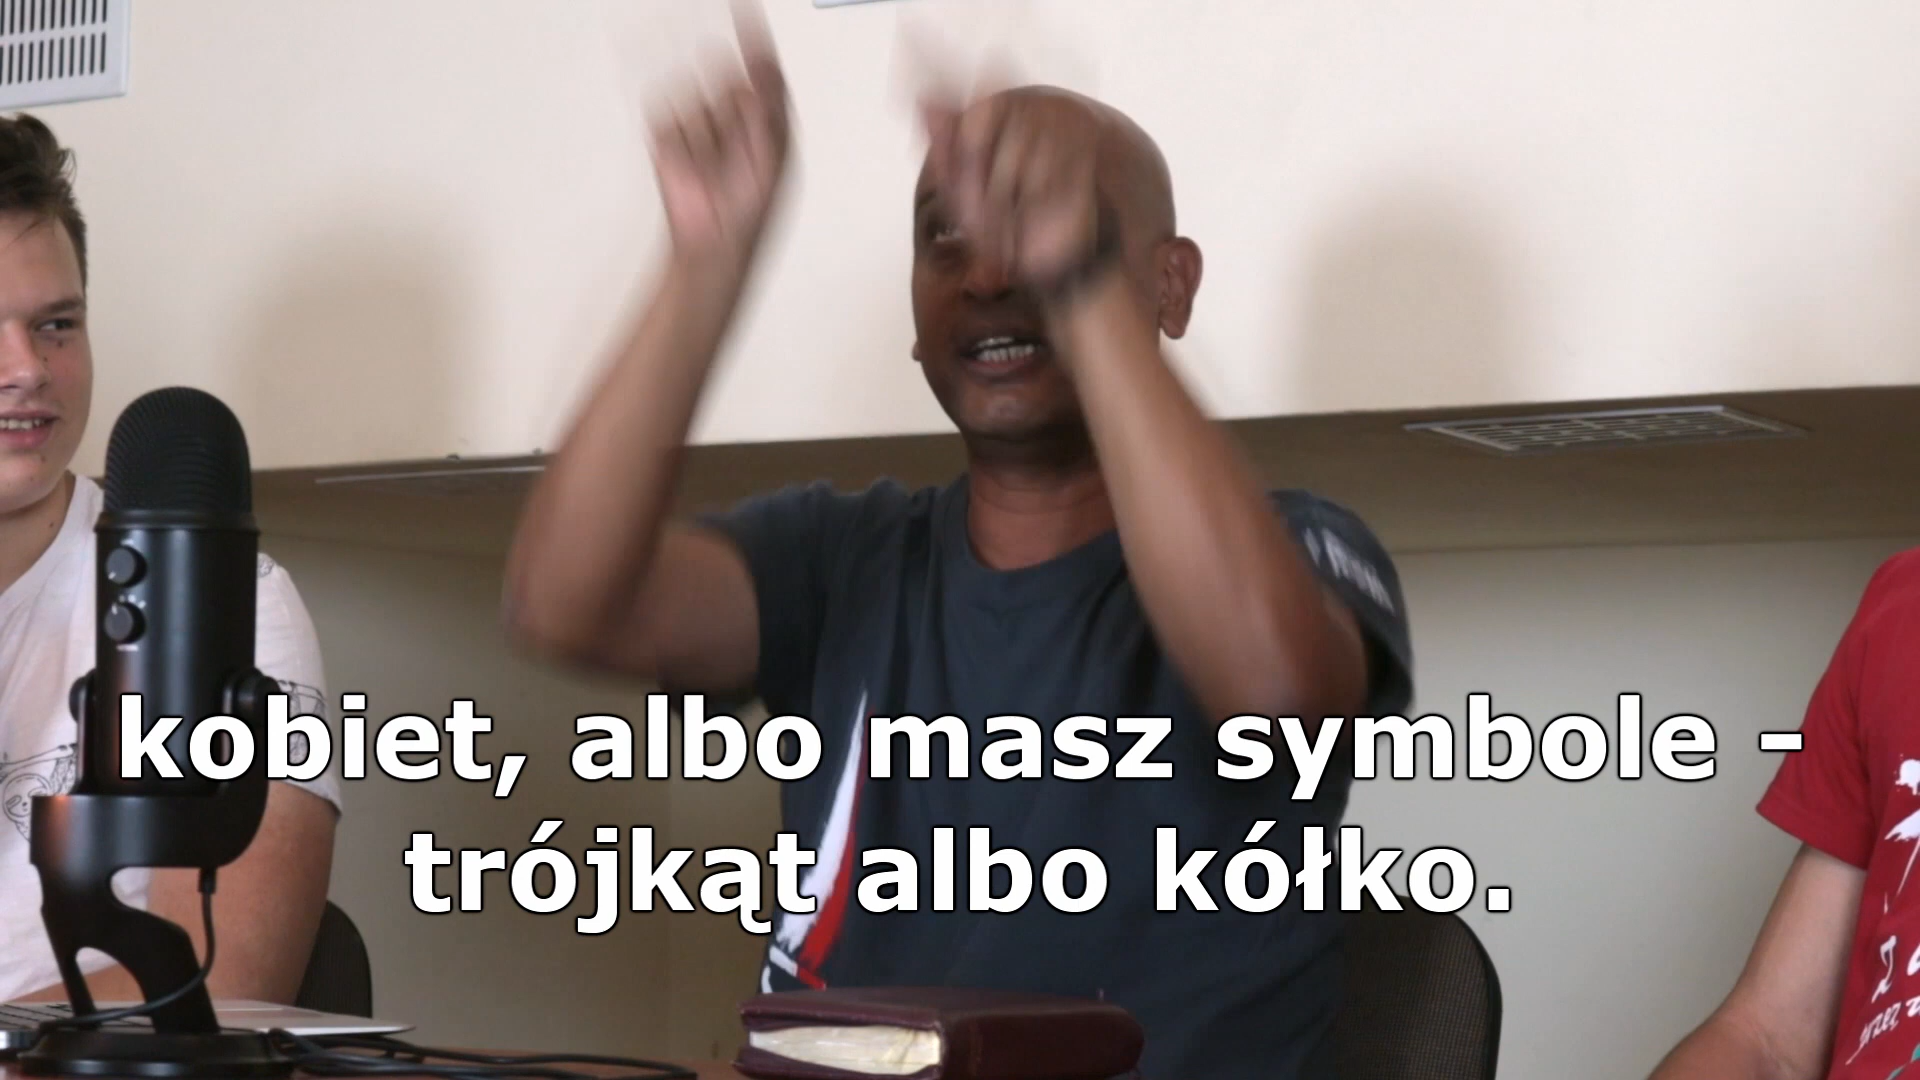 kobiet, albo masz symbole -
trójkąt albo kółko.